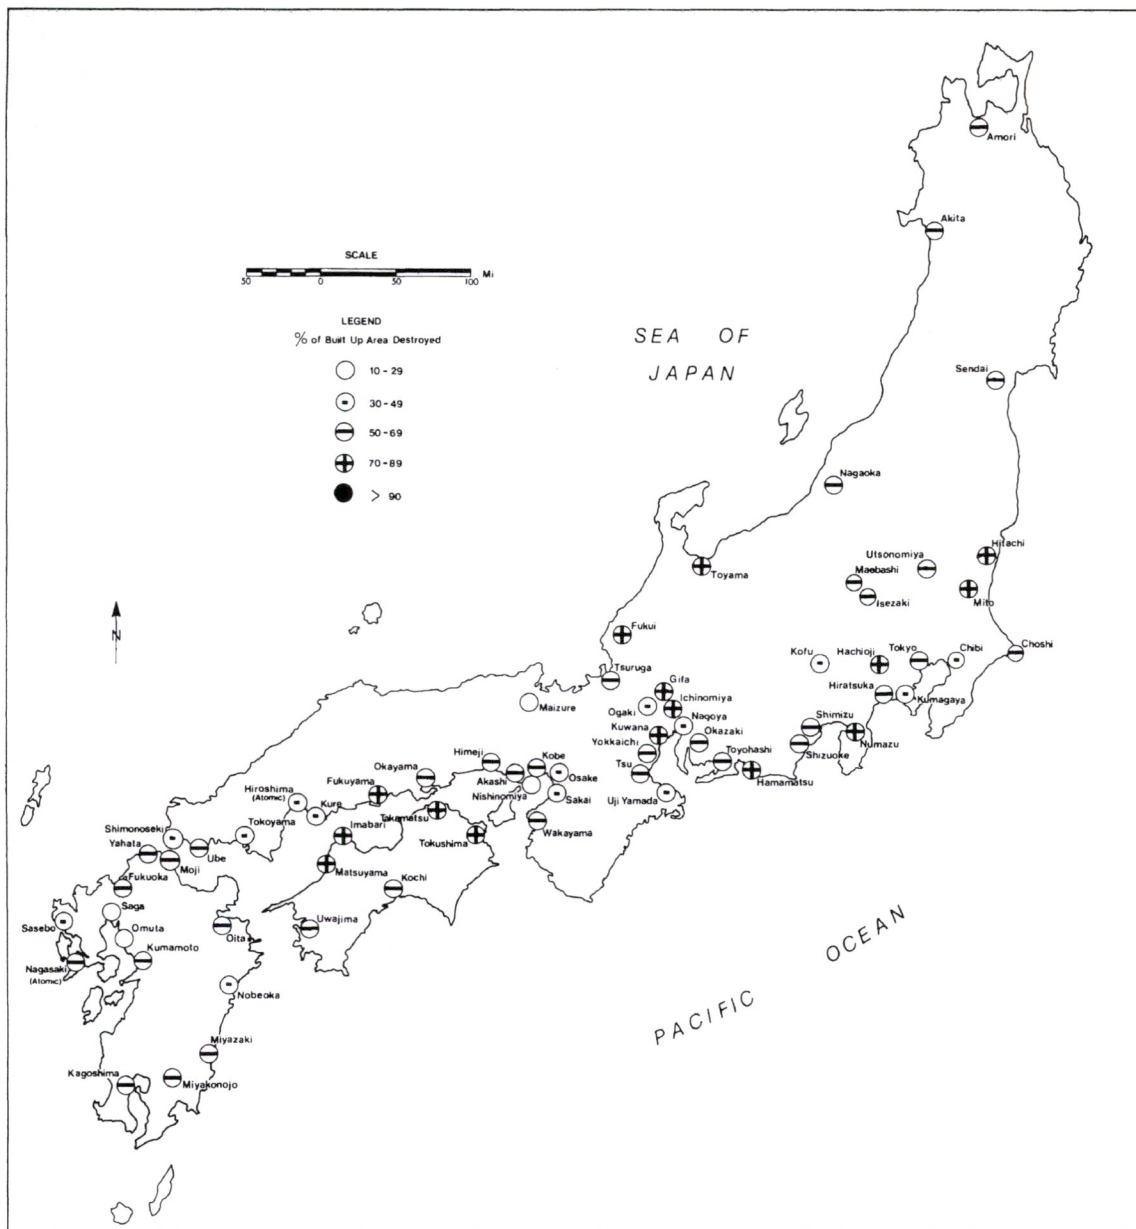 Amori
Akita
SCALE
50 0 50 100 Mi
LEGEND
% of Built Up Area Destroyed
10 - 29
30 - 49
50 - 69
70 - 89
> 90
SEA OF
JAPAN
Sendai
Nagaoka
Toyama
Utsonomiya
Hitachi
Maebashi
Isezaki
Mito
N
Fukui
Tsuruga
Kofu
Hachioji
Tokyo
Chibi
Choshi
Hiratsuka
Kumagaya
Maizure
Gifa
Ogaki
Ichinomiya
Nagoya
Kuwana
Okazaki
Yokkaichi
Shimizu
Shizuoke
Numazu
Toyohashi
Hamamatsu
Tsu
Uji Yamada
Himeji
Kobe
Akashi
Osake
Nishinomiya
Sakai
Okayama
Fukuyama
Hiroshima
(Atomic)
Kure
Takamatsu
Wakayama
Tokoyama
Imabari
Tokushima
Shimonoseki
Yahata
Ube
Moji
Matsuyama
Kochi
Fukuoka
Saga
Sasebo
Omuta
Oita
Uwajima
Kumamoto
Nagasaki
(Atomic)
Nobeoka
OCEAN
PACIFIC
Miyazaki
Kagoshima
Miyakonojo